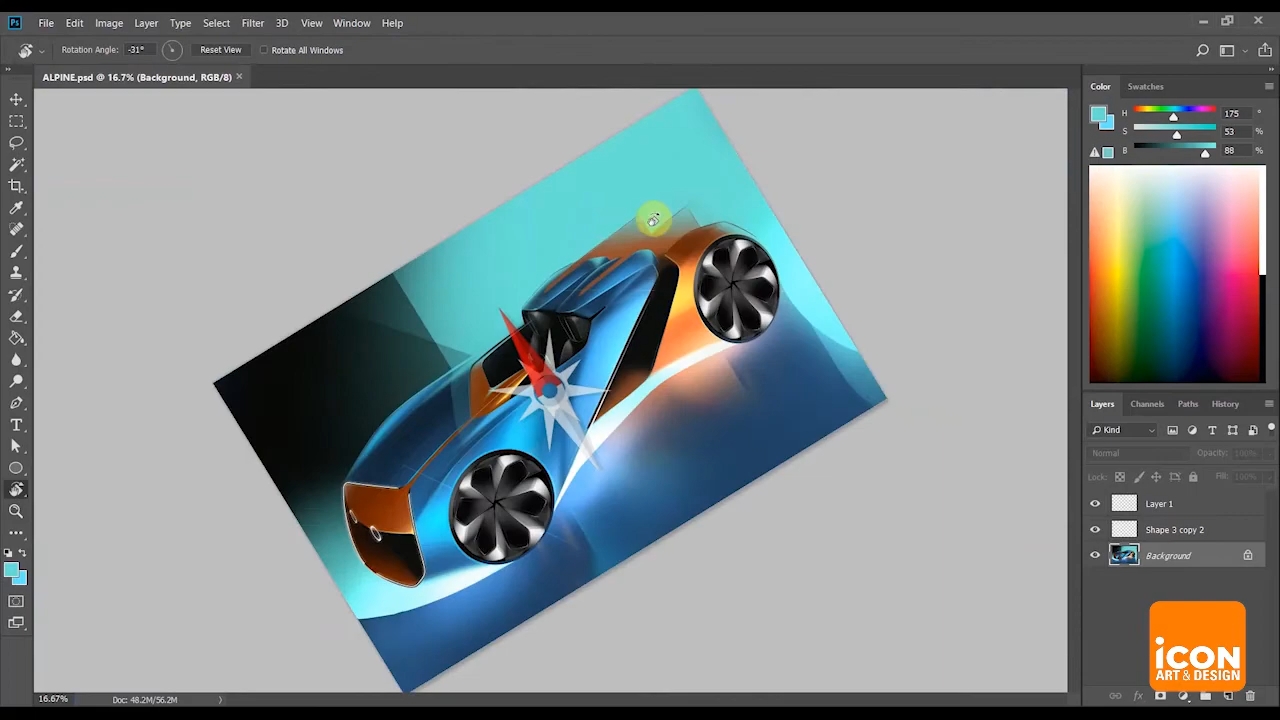 Ps File Edit Image Layer Type Select Filter 3D View Window Help
Rotation Angle: -31° Reset View Rotate All Windows
ALPINE.psd @ 16.7% (Background, RGB/8) ×
Color Swatches
H 175 °
S 53 %
B 88 %
Layers Channels Paths History
Kind
Normal Opacity: 100%
Lock: Fill: 100%
Layer 1
Shape 3 copy 2
Background
iCON
ART & DESIGN
fx
16.67% Doc: 48.2M/56.2M